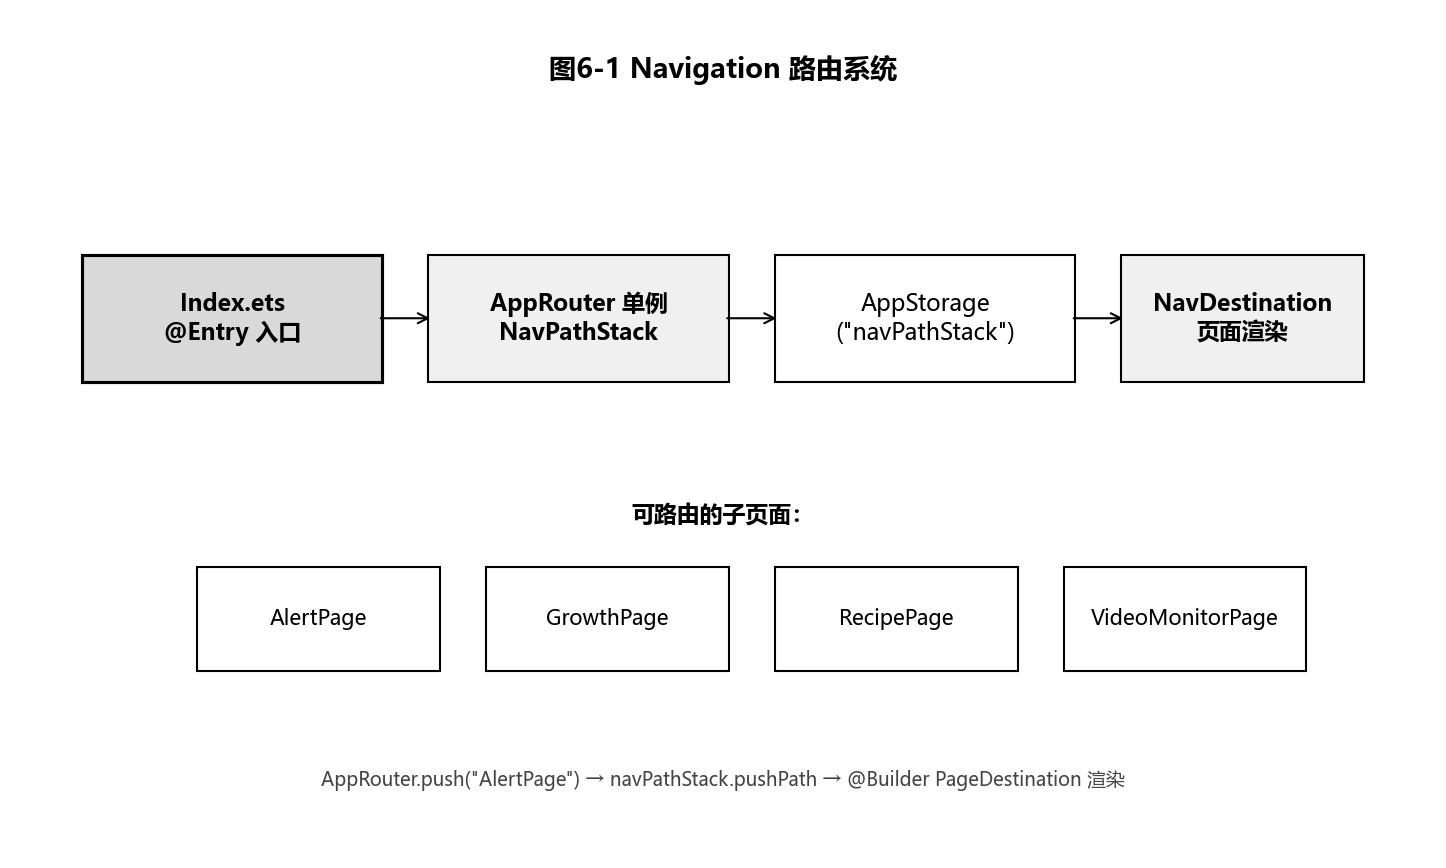 图6-1 Navigation 路由系统
Index.ets
@Entry 入口
AppRouter 单例
NavPathStack
AppStorage
("navPathStack")
NavDestination
页面渲染
可路由的子页面：
AlertPage
GrowthPage
RecipePage
VideoMonitorPage
AppRouter.push("AlertPage") → navPathStack.pushPath → @Builder PageDestination 渲染